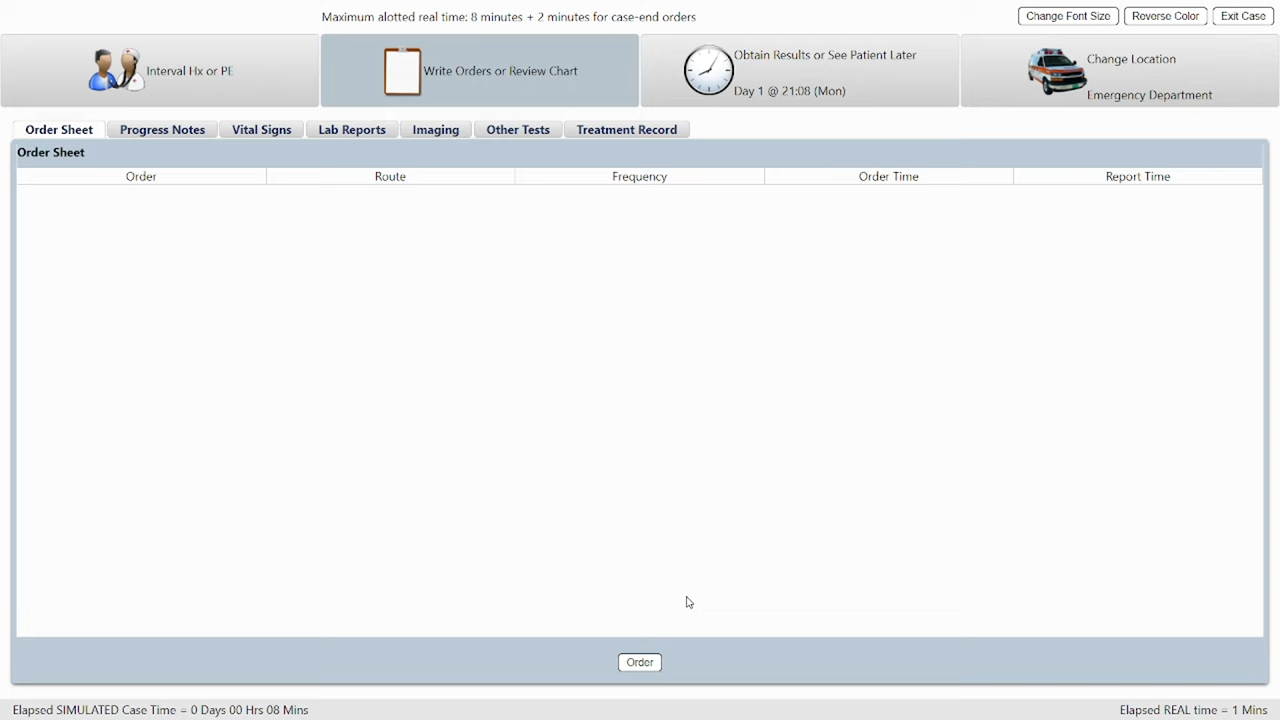 Maximum alotted real time: 8 minutes + 2 minutes for case-end orders
Change Font Size
Reverse Color
Exit Case
Interval Hx or PE
Write Orders or Review Chart
Obtain Results or See Patient Later
Day 1 @ 21:08 (Mon)
Change Location
Emergency Department
Order Sheet
Progress Notes
Vital Signs
Lab Reports
Imaging
Other Tests
Treatment Record
Order Sheet
Order
Route
Frequency
Order Time
Report Time
Order
Elapsed SIMULATED Case Time = 0 Days 00 Hrs 08 Mins
Elapsed REAL time = 1 Mins